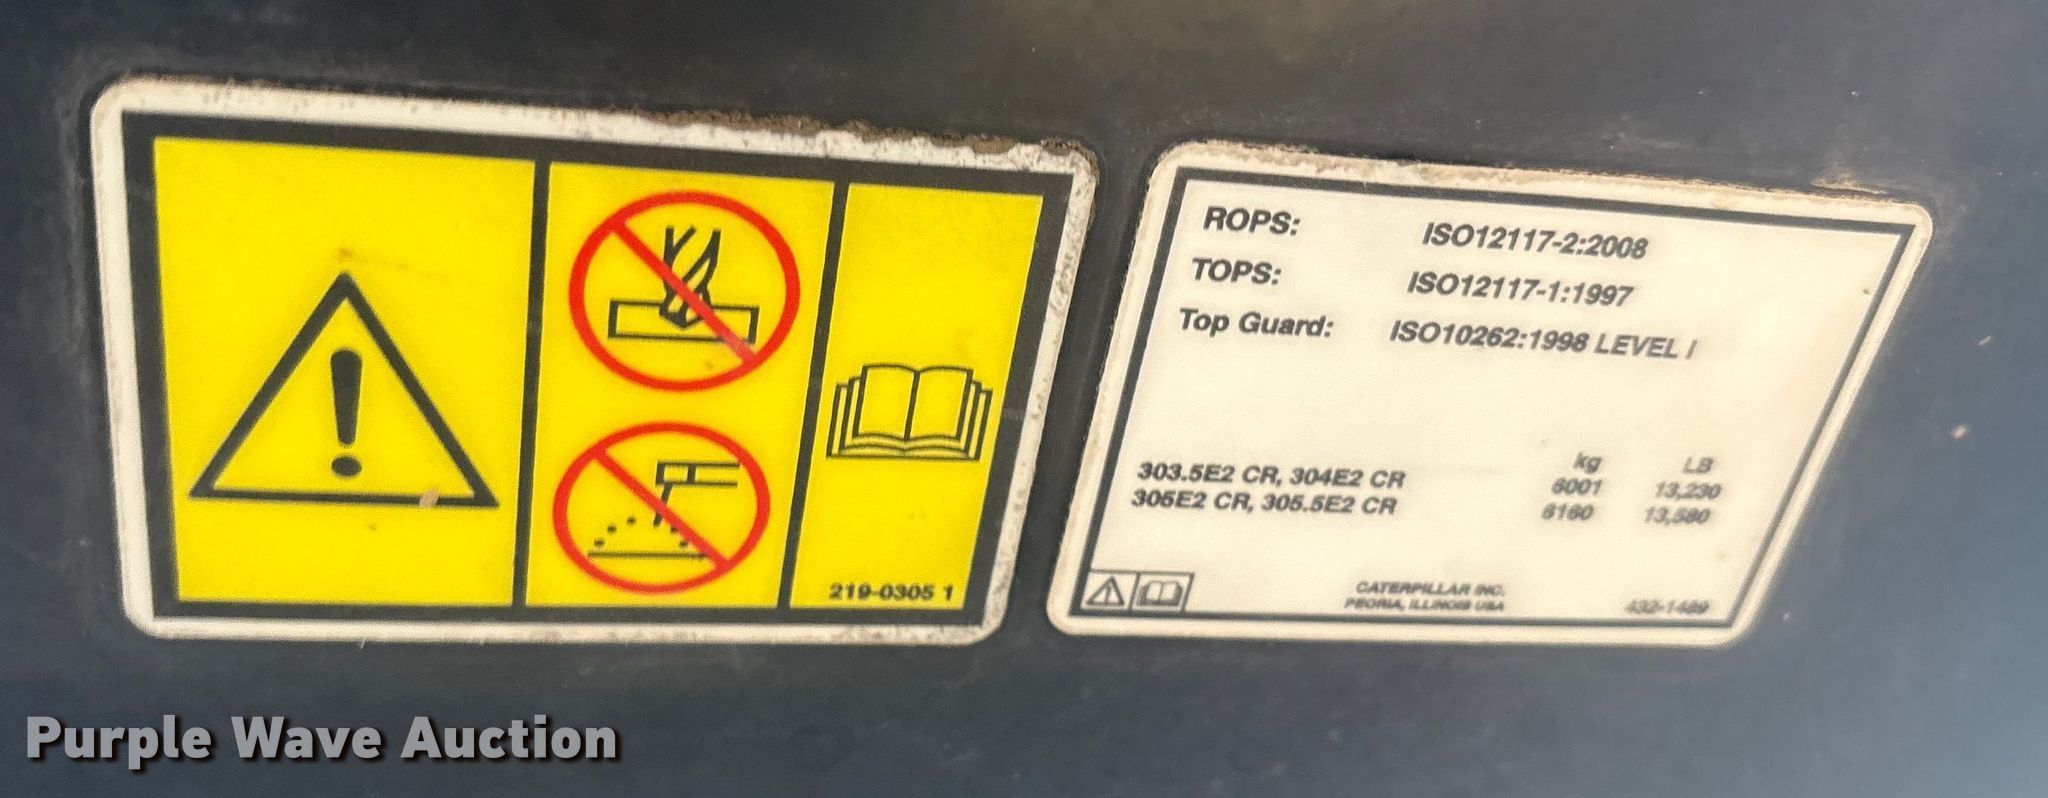 219-0305 1
ROPS: ISO12117-2:2008
TOPS: ISO12117-1:1997
Top Guard: ISO10262:1998 LEVEL I
kg LB
303.5E2 CR, 304E2 CR 6001 13,230
305E2 CR, 305.5E2 CR 6160 13,580
CATERPILLAR INC.
PEORIA, ILLINOIS USA
432-1489
Purple Wave Auction